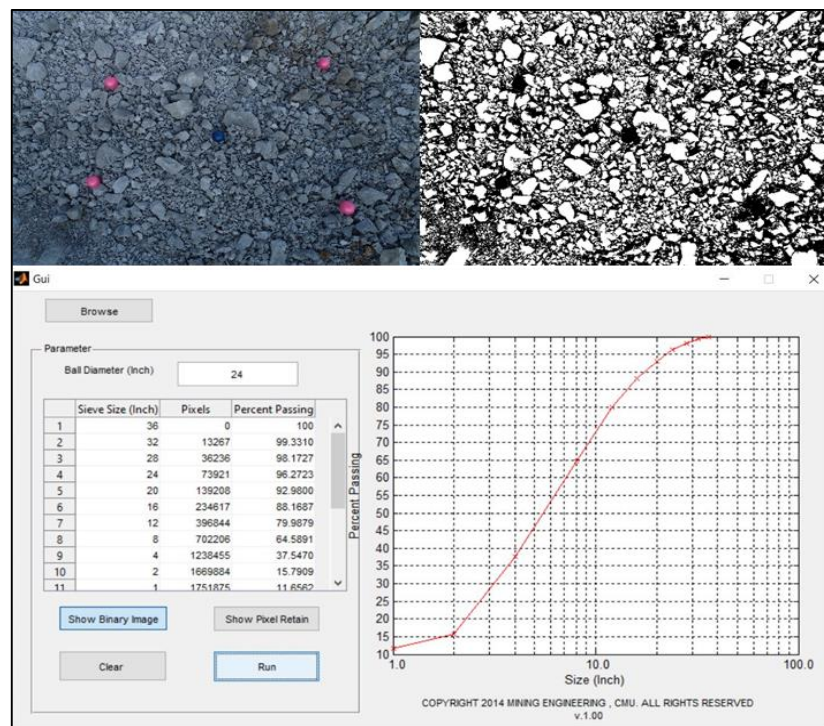 Gui
Browse
Parameter
Ball Diameter (Inch) 24
Sieve Size (Inch) Pixels Percent Passing
1 36 0 100
2 32 13267 99.3310
3 28 36236 98.1727
4 24 73921 96.2723
5 20 139208 92.9800
6 16 234617 88.1687
7 12 396844 79.9879
8 8 702206 64.5891
9 4 1238455 37.5470
10 2 1669884 15.7909
11 1 1751875 11.6562
Show Binary Image Show Pixel Retain
Clear Run
100
95
90
85
80
75
70
65
60
55
50
45
40
35
30
25
20
15
10
Percent Passing
1.0 10.0 100.0
Size (Inch)
COPYRIGHT 2014 MINING ENGINEERING , CMU. ALL RIGHTS RESERVED
v.1.00